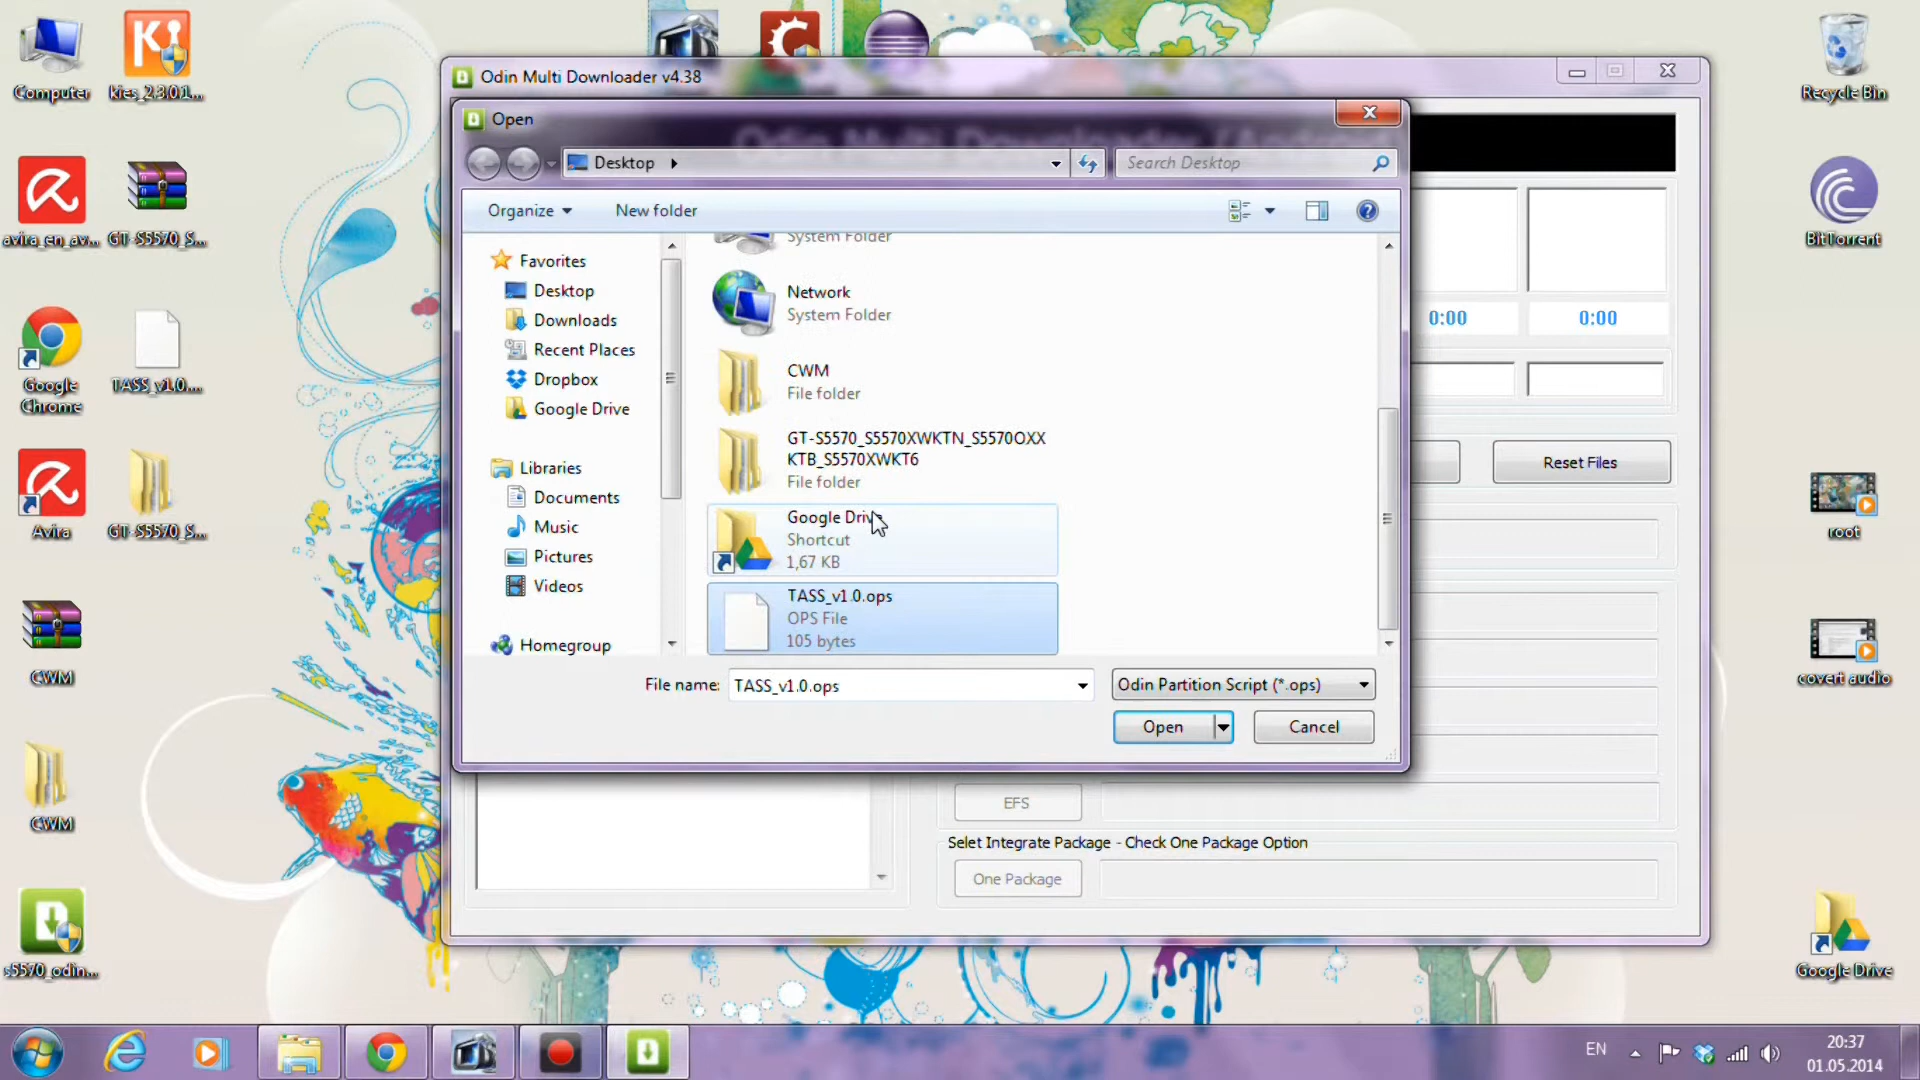 Computer
kies_2.3.0.1...
Recycle Bin
Odin Multi Downloader v4.38
Open
Desktop
Search Desktop
avira_en_av...
GT-S5570_S...
Organize
New folder
BitTorrent
System Folder
Favorites
Desktop
Network
System Folder
Downloads
0:00
0:00
Recent Places
Google Chrome
TASS_v1.0....
CWM
File folder
Dropbox
Google Drive
GT-S5570_S5570XWKTN_S5570OXX
KTB_S5570XWKT6
File folder
Reset Files
Libraries
Documents
Avira
GT-S5570_S...
Google Drive
Shortcut
1,67 KB
Music
root
Pictures
Videos
TASS_v1.0.ops
OPS File
105 bytes
Homegroup
CWM
covert audio
File name:
TASS_v1.0.ops
Odin Partition Script (*.ops)
Open
Cancel
CWM
EFS
Selet Integrate Package - Check One Package Option
One Package
s5570_odin...
Google Drive
EN
20:37
01.05.2014